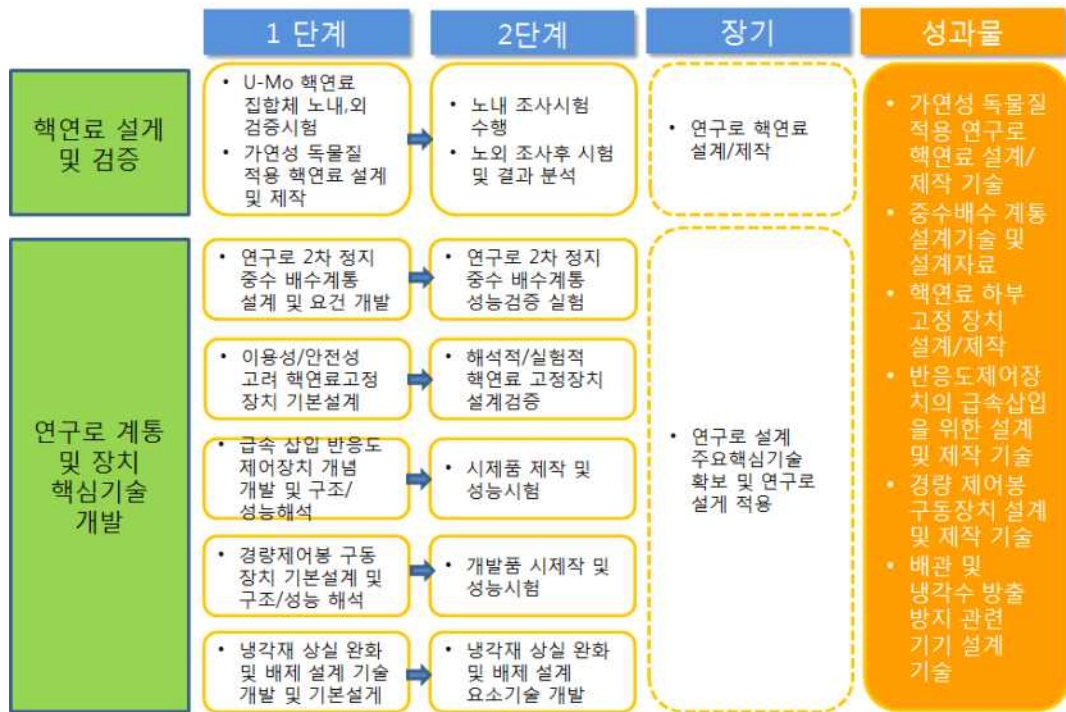 1 단계
2단계
장기
성과물
핵연료 설게
및 검증
• U-Mo 핵연료
집합체 노내,외
검증시험
• 가연성 독물질
적용 핵연료 설계
및 제작
• 노내 조사시험
수행
• 노외 조사후 시험
및 결과 분석
• 연구로 핵연료
설계/제작
연구로 계통
및 장치
핵심기술
개발
• 연구로 2차 정지
중수 배수계통
설계 및 요건 개발
• 연구로 2차 정지
중수 배수계통
성능검증 실험
• 이용성/안전성
고려 핵연료고정
장치 기본설계
• 해석적/실험적
핵연료 고정장치
설계검증
• 급속 삽입 반응도
제어장치 개념
개발 및 구조/
성능해석
• 시제품 제작 및
성능시험
• 경량제어봉 구동
장치 기본설계 및
구조/성능 해석
• 개발품 시제작 및
성능시험
• 냉각재 상실 완화
및 배제 설계 기술
개발 및 기본설게
• 냉각재 상실 완화
및 배제 설계
요소기술 개발
• 연구로 설계
주요핵심기술
확보 및 연구로
설게 적용
• 가연성 독물질
적용 연구로
핵연료 설계/
제작 기술
• 중수배수 계통
설계기술 및
설계자료
• 핵연료 하부
고정 장치
설계/제작
• 반응도제어장
치의 급속삽입
을 위한 설계
및 제작 기술
• 경량 제어봉
구동장치 설계
및 제작 기술
• 배관 및
냉각수 방출
방지 관련
기기 설계
기술